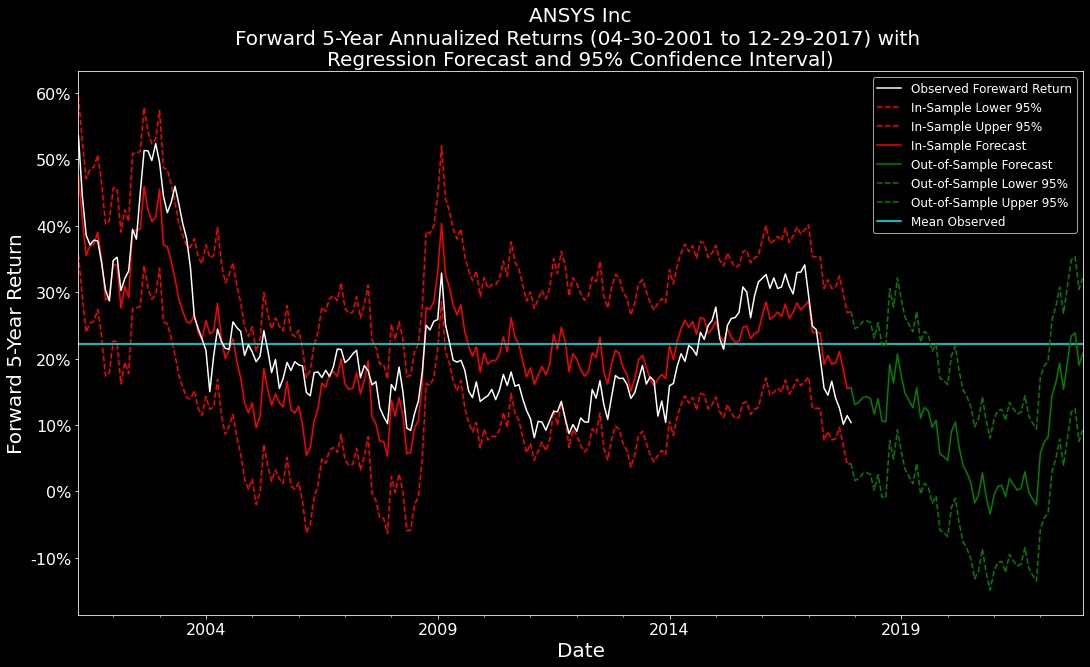 ANSYS Inc
Forward 5-Year Annualized Returns (04-30-2001 to 12-29-2017) with
Regression Forecast and 95% Confidence Interval)
Observed Foreward Return
In-Sample Lower 95%
In-Sample Upper 95%
In-Sample Forecast
Out-of-Sample Forecast
Out-of-Sample Lower 95%
Out-of-Sample Upper 95%
Mean Observed
Forward 5-Year Return
60%
50%
40%
30%
20%
10%
0%
-10%
2004
2009
2014
2019
Date